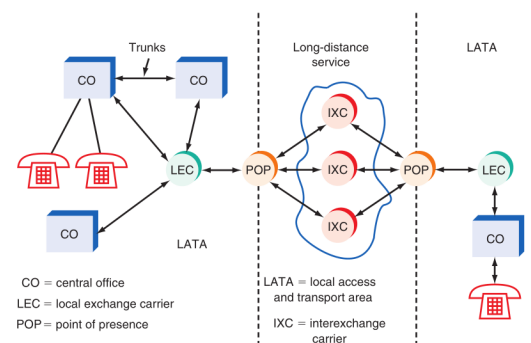 Trunks
Long-distance
service
LATA
CO
CO
IXC
LEC
POP
IXC
POP
LEC
CO
IXC
CO
LATA
CO = central office
LEC = local exchange carrier
POP = point of presence
LATA = local access
and transport area
IXC = interexchange
carrier